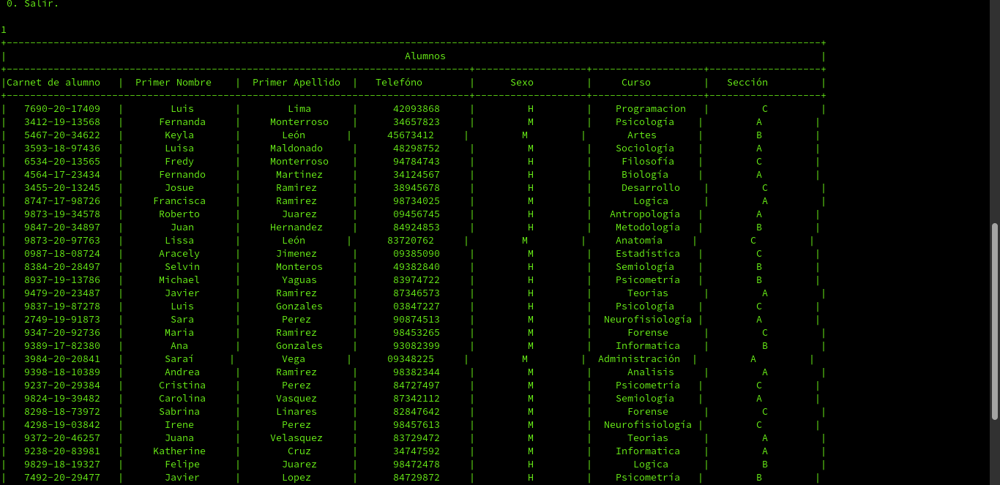 0. Salir.
1
+-------------------------------------------------------------------------------------------------------------------------------------------+
| Alumnos |
+-------------------------------------------------------------------------------+-------------------+-------------------+-------------------+
|Carnet de alumno | Primer Nombre | Primer Apellido | Telefóno | Sexo | Curso | Sección |
+-------------------------------------------------------------------------------+-------------------+-------------------+-------------------+
| 7690-20-17409 | Luis | Lima | 42093868 | H | Programacion | C |
| 3412-19-13568 | Fernanda | Monterroso | 34657823 | M | Psicología | A |
| 5467-20-34622 | Keyla | León | 45673412 | M | Artes | B |
| 3593-18-97436 | Luisa | Maldonado | 48298752 | M | Sociología | A |
| 6534-20-13565 | Fredy | Monterroso | 94784743 | H | Filosofía | C |
| 4564-17-23434 | Fernando | Martinez | 34124567 | H | Biología | A |
| 3455-20-13245 | Josue | Ramirez | 38945678 | H | Desarrollo | C |
| 8747-17-98726 | Francisca | Ramirez | 98734025 | M | Logica | A |
| 9873-19-34578 | Roberto | Juarez | 09456745 | H | Antropología | A |
| 9847-20-34897 | Juan | Hernandez | 84924853 | H | Metodología | B |
| 9873-20-97763 | Lissa | León | 83720762 | M | Anatomía | C |
| 0987-18-08724 | Aracely | Jimenez | 09385090 | M | Estadística | C |
| 8384-20-28497 | Selvin | Monteros | 49382840 | H | Semiología | B |
| 8937-19-13786 | Michael | Yaguas | 83974722 | H | Psicometría | B |
| 9479-20-23487 | Javier | Ramirez | 87346573 | H | Teorias | A |
| 9837-19-87278 | Luis | Gonzales | 03847227 | H | Psicología | C |
| 2749-19-91873 | Sara | Perez | 90874513 | M | Neurofisiología | A |
| 9347-20-92736 | Maria | Ramirez | 98453265 | M | Forense | C |
| 9389-17-82380 | Ana | Gonzales | 93082399 | M | Informatica | B |
| 3984-20-20841 | Saraí | Vega | 09348225 | M | Administración | A |
| 9398-18-10389 | Andrea | Ramirez | 98382344 | M | Analisis | A |
| 9237-20-29384 | Cristina | Perez | 84727497 | M | Psicometría | C |
| 9824-19-39482 | Carolina | Vasquez | 87342112 | M | Semiología | A |
| 8298-18-73972 | Sabrina | Linares | 82847642 | M | Forense | C |
| 4298-19-03842 | Irene | Perez | 98457613 | M | Neurofisiología | C |
| 9372-20-46257 | Juana | Velasquez | 83729472 | M | Teorias | A |
| 9238-20-83981 | Katherine | Cruz | 34747592 | M | Informatica | A |
| 9829-18-19327 | Felipe | Juarez | 98472478 | H | Logica | B |
| 7492-20-29477 | Javier | Lopez | 84729872 | H | Psicometría | B |